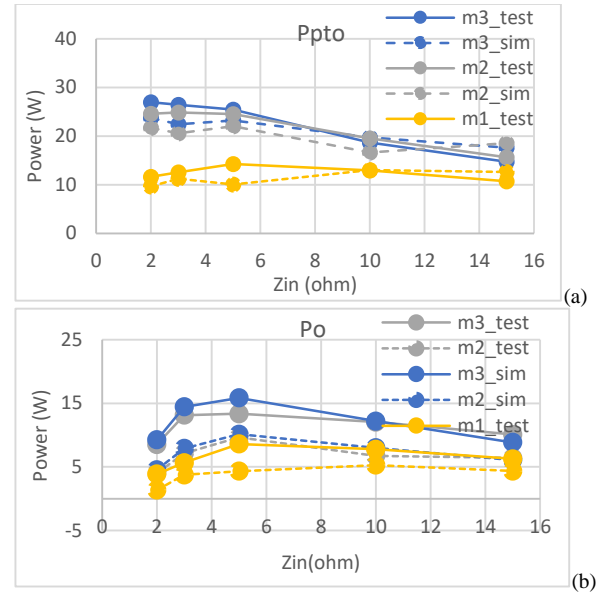 Ppto
m3_test
m3_sim
m2_test
m2_sim
m1_test
40
30
20
10
0
Power (W)
0 2 4 6 8 10 12 14 16
Zin (ohm)
(a)
Po
m3_test
m2_test
m3_sim
m2_sim
m1_test
25
15
5
-5
Power (W)
0 2 4 6 8 10 12 14 16
Zin(ohm)
(b)